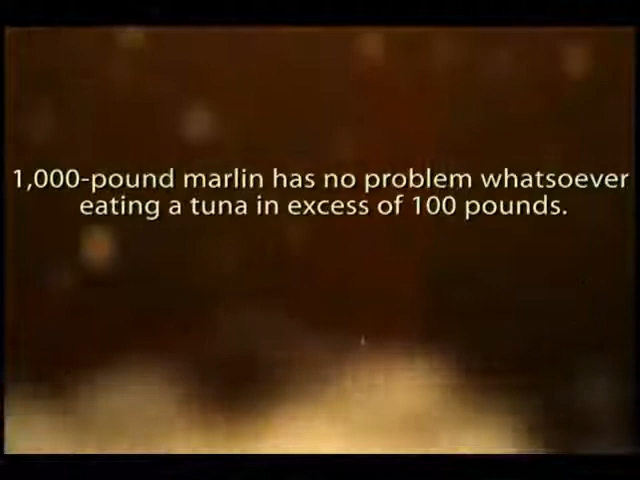 1,000-pound marlin has no problem whatsoever
eating a tuna in excess of 100 pounds.